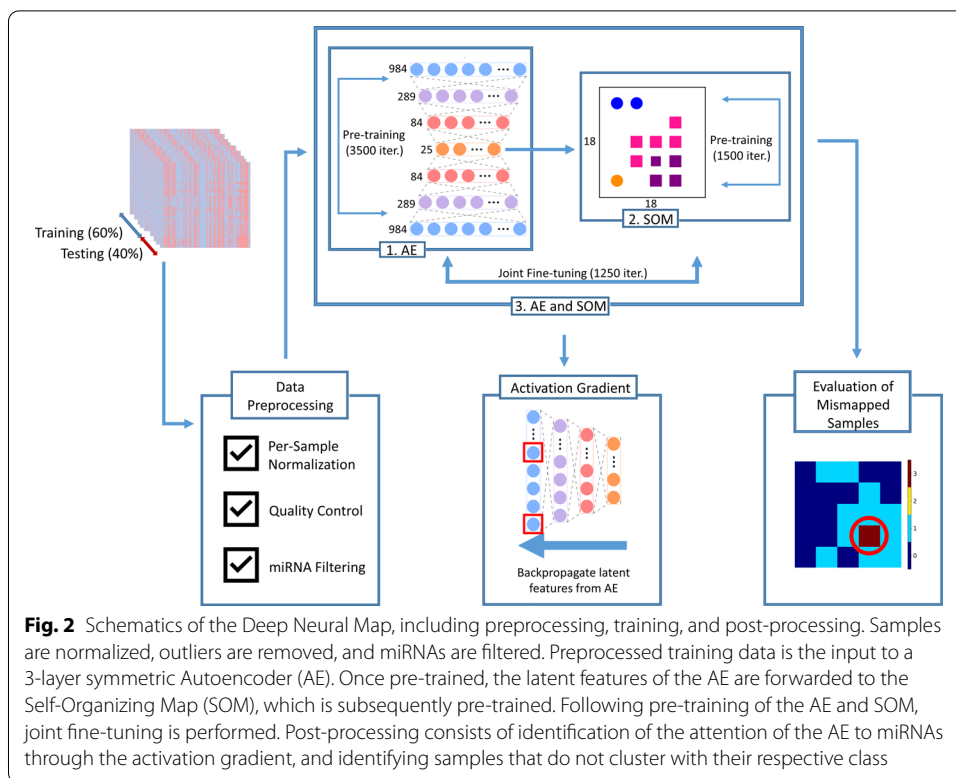 984
289
84
25
84
289
984
Pre-training
(3500 iter.)
1. AE
18
18
Pre-training
(1500 iter.)
2. SOM
Training (60%)
Testing (40%)
Joint Fine-tuning (1250 iter.)
3. AE and SOM
Data
Preprocessing
Per-Sample
Normalization
Quality Control
miRNA Filtering
Activation Gradient
Backpropagate latent
features from AE
Evaluation of
Mismapped
Samples
3
2
1
0
Fig. 2 Schematics of the Deep Neural Map, including preprocessing, training, and post-processing. Samples
are normalized, outliers are removed, and miRNAs are filtered. Preprocessed training data is the input to a
3-layer symmetric Autoencoder (AE). Once pre-trained, the latent features of the AE are forwarded to the
Self-Organizing Map (SOM), which is subsequently pre-trained. Following pre-training of the AE and SOM,
joint fine-tuning is performed. Post-processing consists of identification of the attention of the AE to miRNAs
through the activation gradient, and identifying samples that do not cluster with their respective class